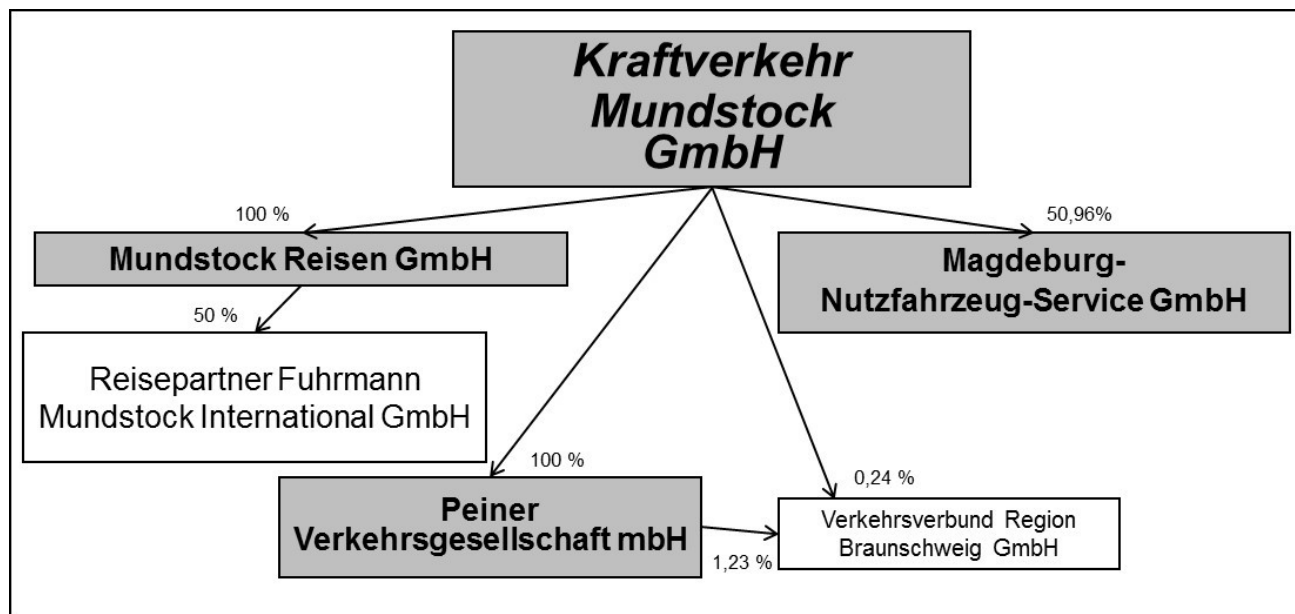 Kraftverkehr
Mundstock
GmbH
100 %
50,96%
Mundstock Reisen GmbH
Magdeburg-
Nutzfahrzeug-Service GmbH
50 %
Reisepartner Fuhrmann
Mundstock International GmbH
100 %
0,24 %
Peiner
Verkehrsgesellschaft mbH
Verkehrsverbund Region
Braunschweig GmbH
1,23 %